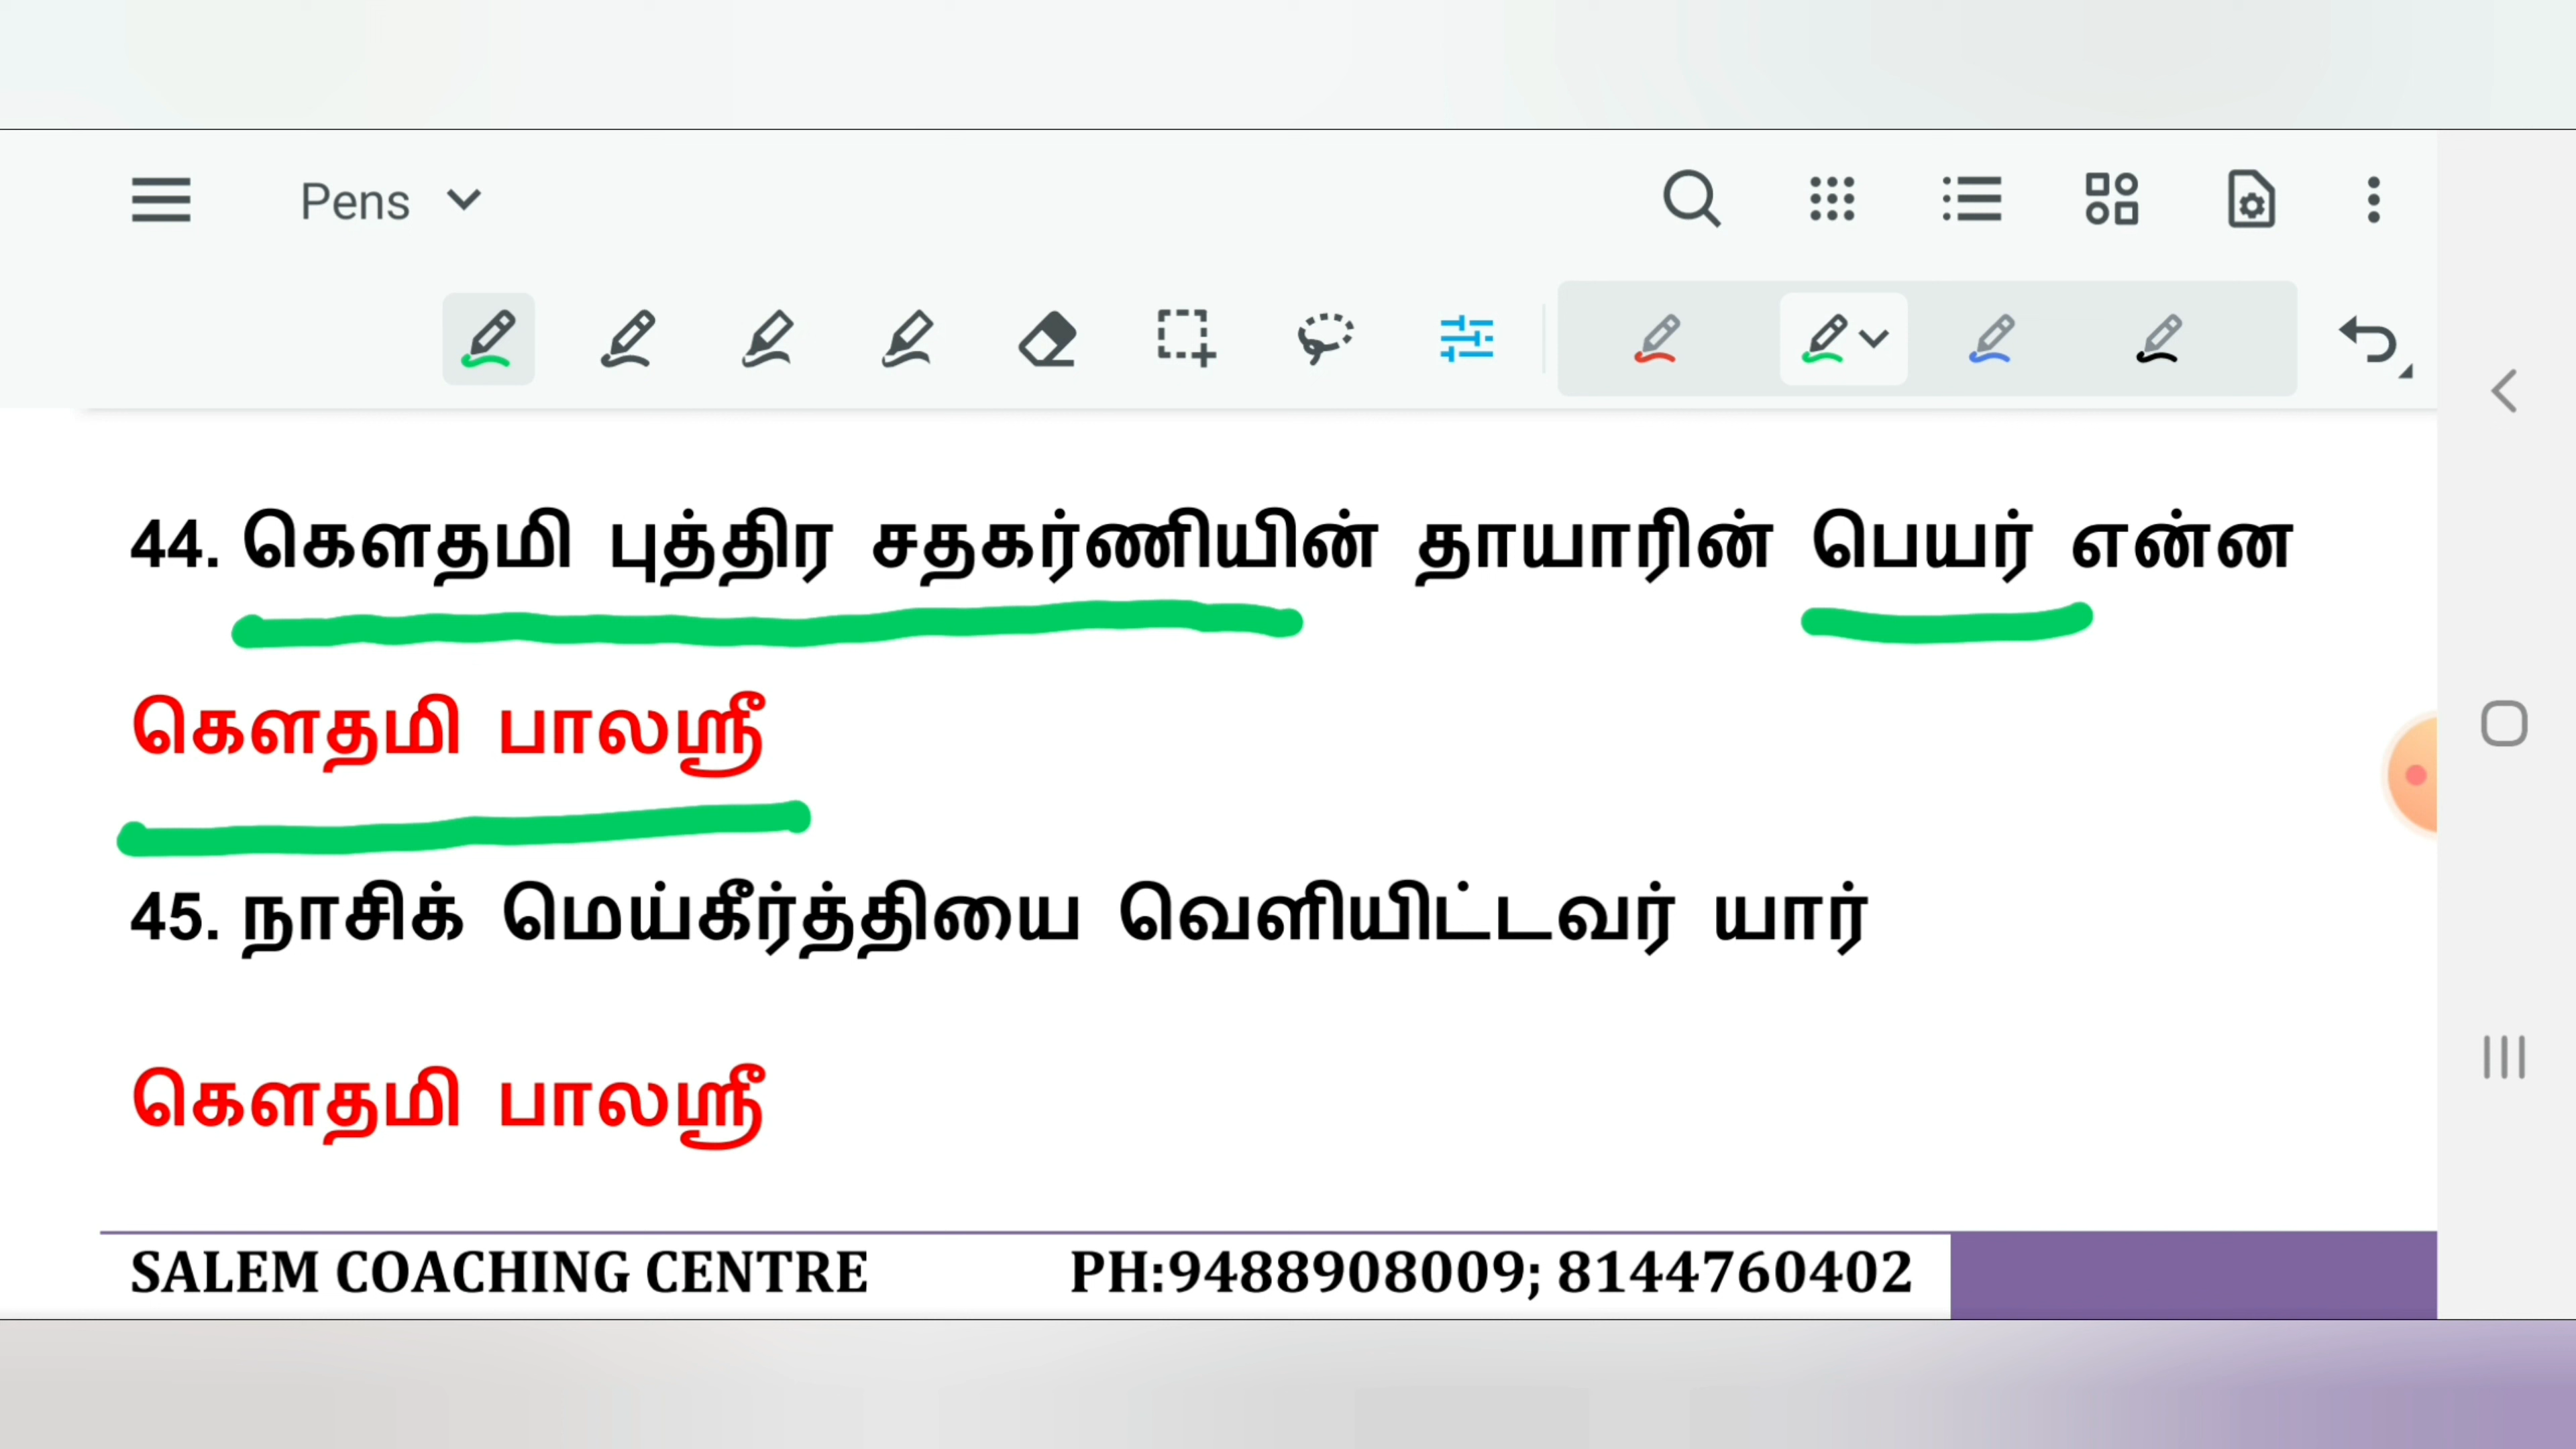 Pens
44. கௌதமி புத்திர சதகர்ணியின் தாயாரின் பெயர் என்ன
கௌதமி பாலஸ்ரீ
45. நாசிக் மெய்கீர்த்தியை வெளியிட்டவர் யார்
கௌதமி பாலஸ்ரீ
SALEM COACHING CENTRE PH:9488908009; 8144760402